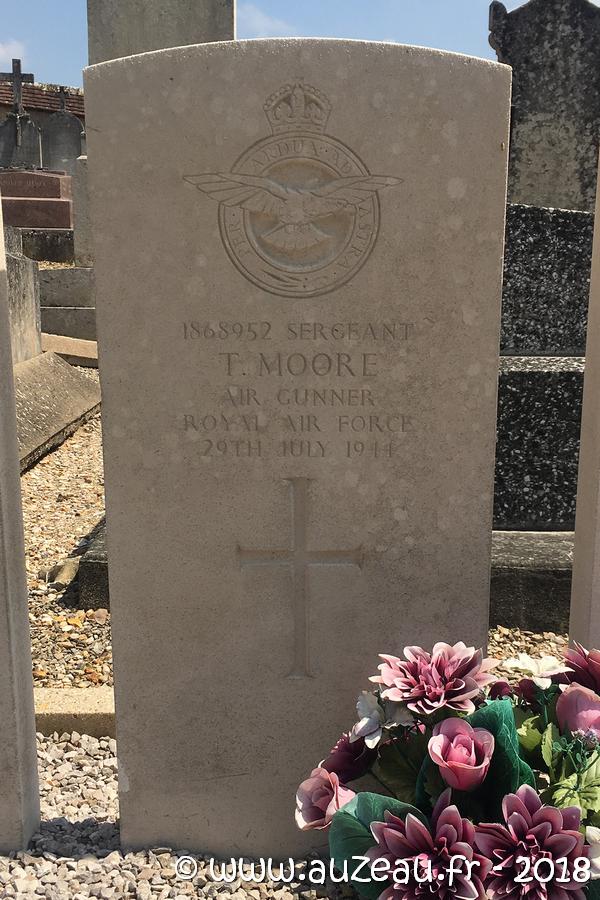 PER · ARDUA · AD ASTRA
1868952 SERGEANT
T. MOORE
AIR GUNNER
ROYAL AIR FORCE
29TH JULY 1944
© www.auzeau.fr - 2018